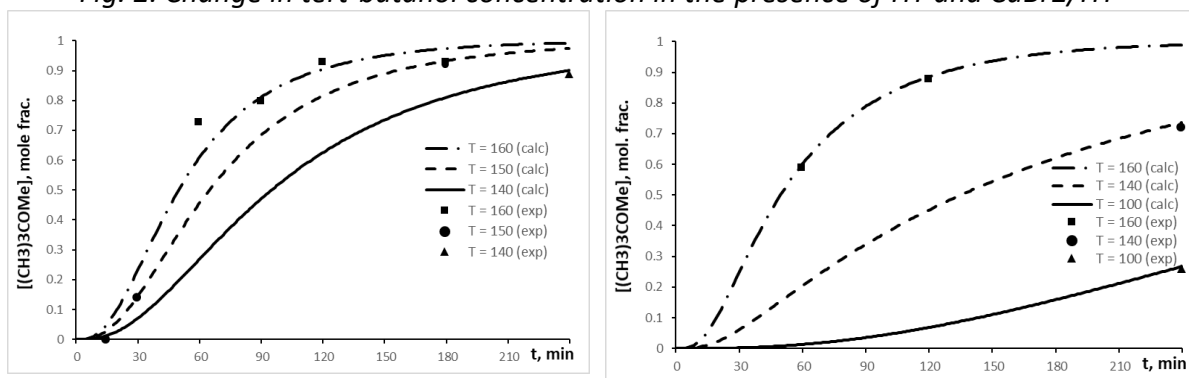 Fig. 2. Change in tert-butanol concentration in the presence of HT and
1
0.9
0.8
0.7
0.6
0.5
0.4
0.3
0.2
0.1
0
[(CH3)3COMe], mole frac.
T = 160 (calc)
T = 150 (calc)
T = 140 (calc)
T = 160 (exp)
T = 150 (exp)
T = 140 (exp)
0 30 60 90 120 150 180 210 t, min
1
0.9
0.8
0.7
0.6
0.5
0.4
0.3
0.2
0.1
0
[(CH3)3COMe], mol. frac.
T = 160 (calc)
T = 140 (calc)
T = 100 (calc)
T = 160 (exp)
T = 140 (exp)
T = 100 (exp)
0 30 60 90 120 150 180 210 t, min